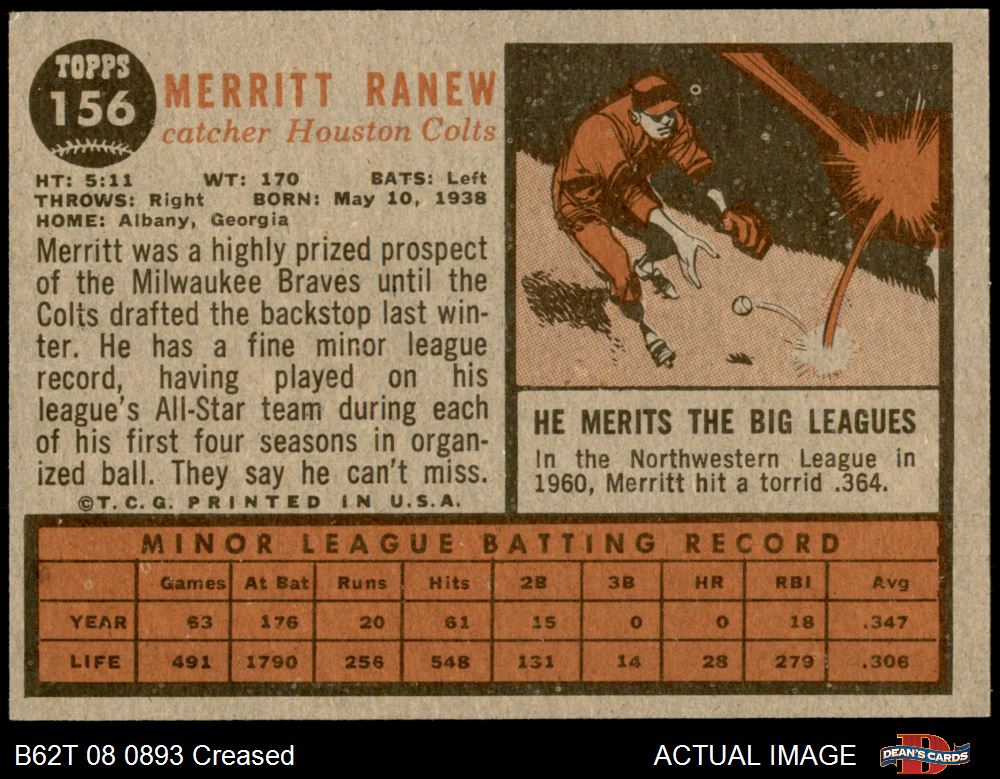 TOPPS
156
MERRITT RANEW
catcher Houston Colts
HT: 5:11 WT: 170 BATS: Left
THROWS: Right BORN: May 10, 1938
HOME: Albany, Georgia
Merritt was a highly prized prospect
of the Milwaukee Braves until the
Colts drafted the backstop last win-
ter. He has a fine minor league
record, having played on his
league's All-Star team during each
of his first four seasons in organ-
ized ball. They say he can't miss.
©T.C.G. PRINTED IN U.S.A.
HE MERITS THE BIG LEAGUES
In the Northwestern League in
1960, Merritt hit a torrid .364.
MINOR LEAGUE BATTING RECORD
Games At Bat Runs Hits 2B 3B HR RBI Avg
YEAR 63 176 20 61 15 0 0 18 .347
LIFE 491 1790 256 548 131 14 28 279 .306
B62T 08 0893 Creased ACTUAL IMAGE DEAN'S CARDS